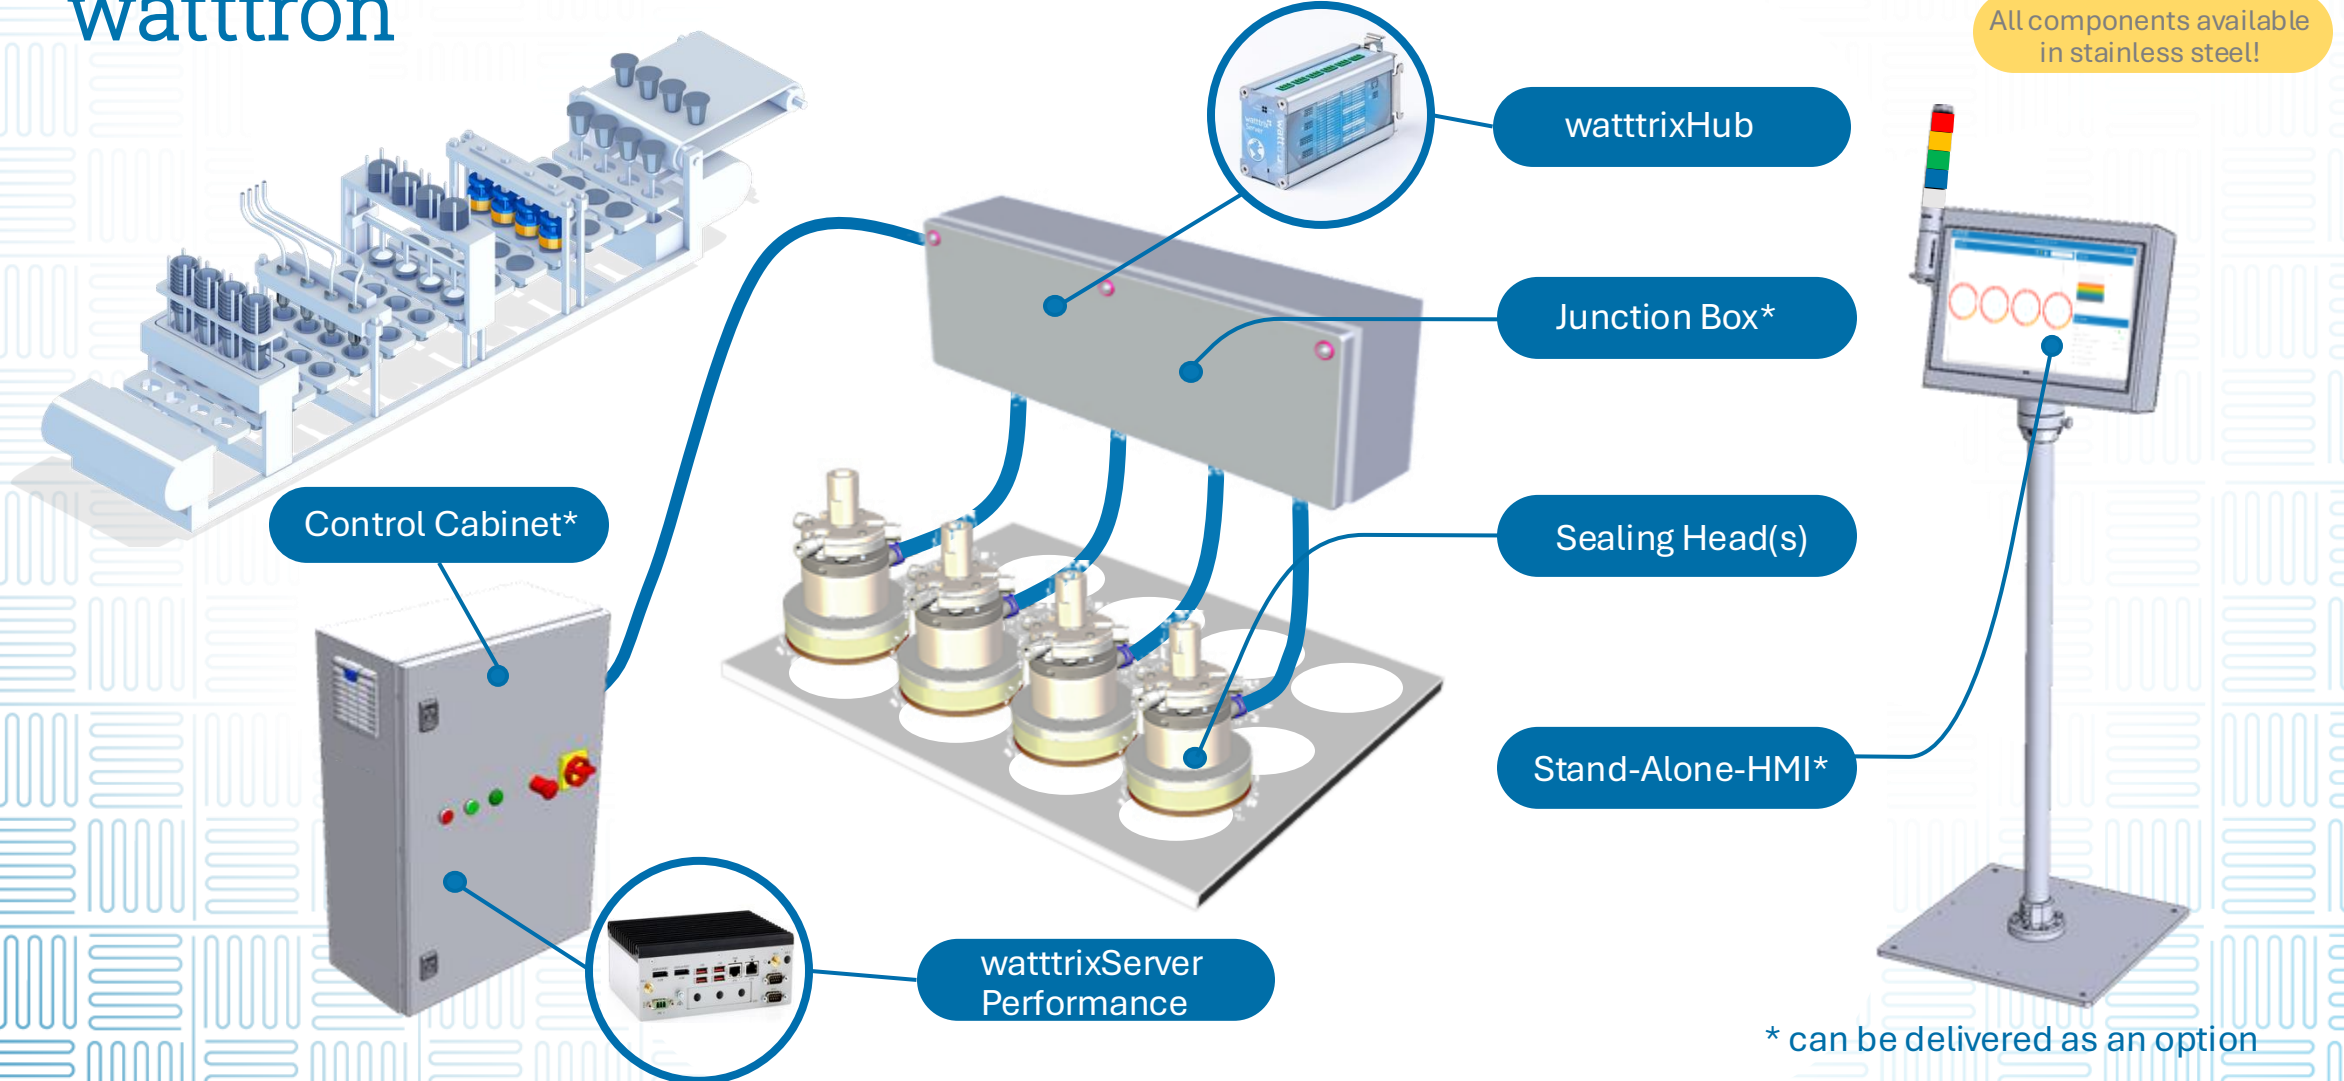 watttron
All components available
in stainless steel!
watttrixHub
Junction Box*
Control Cabinet*
Sealing Head(s)
Stand-Alone-HMI*
watttrixServer
Performance
* can be delivered as an option